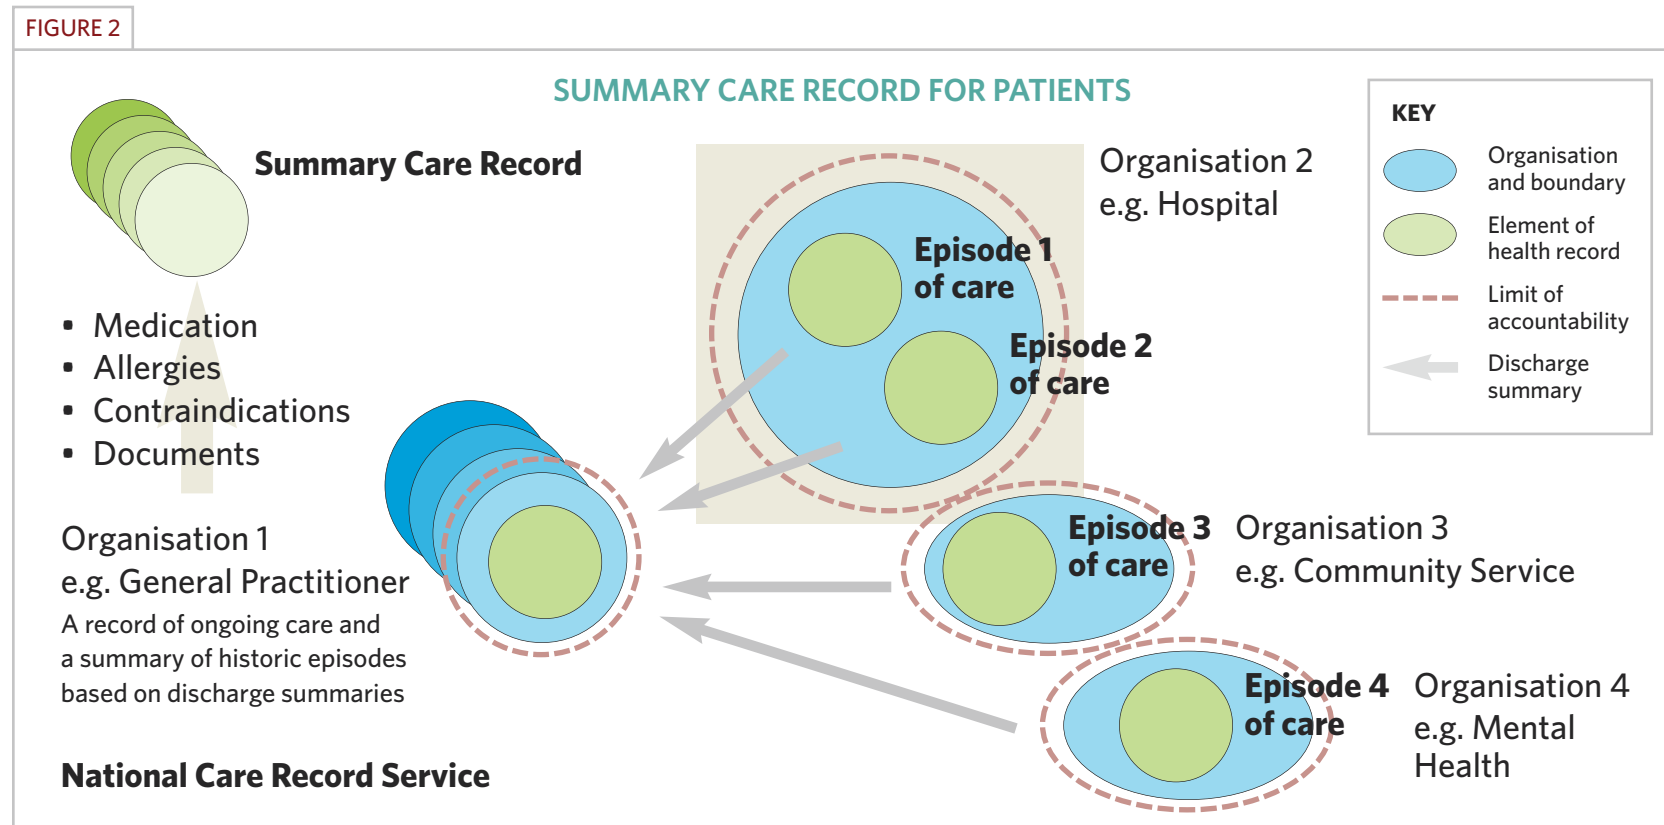 FIGURE 2
SUMMARY CARE RECORD FOR PATIENTS
Summary Care Record
• Medication
• Allergies
• Contraindications
• Documents
Organisation 1
e.g. General Practitioner
A record of ongoing care and
a summary of historic episodes
based on discharge summaries
National Care Record Service
Organisation 2
e.g. Hospital
Episode 1
of care
Episode 2
of care
Episode 3
of care
Organisation 3
e.g. Community Service
Episode 4
of care
Organisation 4
e.g. Mental
Health
KEY
Organisation
and boundary
Element of
health record
Limit of
accountability
Discharge
summary